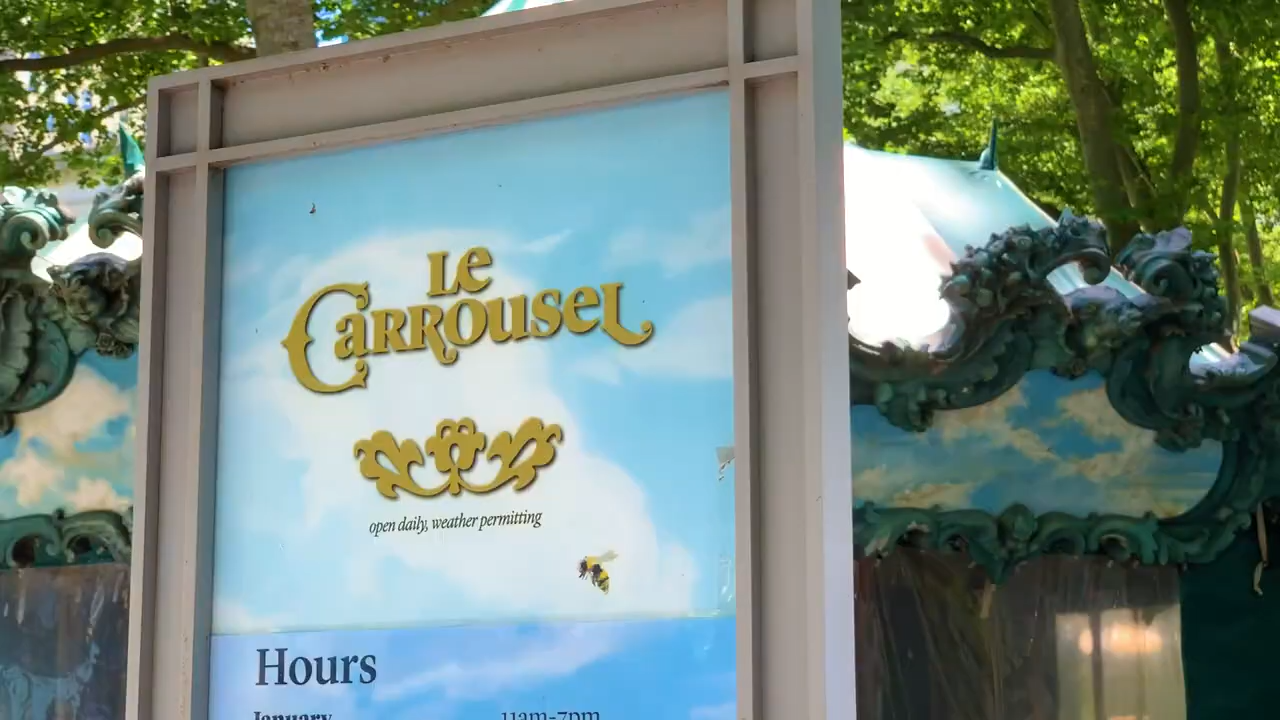 Le
Carrousel
open daily, weather permitting
Hours
January 11am-7pm